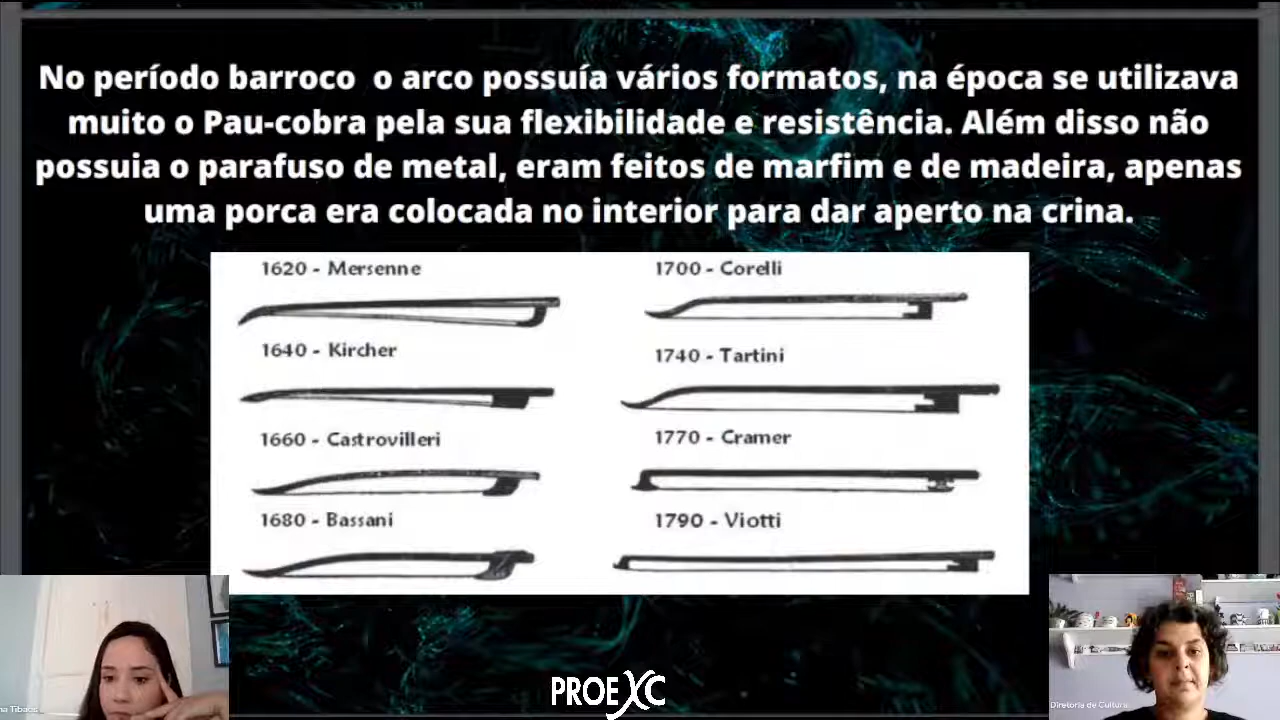 No período barroco o arco possuía vários formatos, na época se utilizava
muito o Pau-cobra pela sua flexibilidade e resistência. Além disso não
possuia o parafuso de metal, eram feitos de marfim e de madeira, apenas
uma porca era colocada no interior para dar aperto na crina.
1620 - Mersenne
1640 - Kircher
1660 - Castrovilleri
1680 - Bassani
1700 - Corelli
1740 - Tartini
1770 - Cramer
1790 - Viotti
PROEXC
Diretoria de Cultura